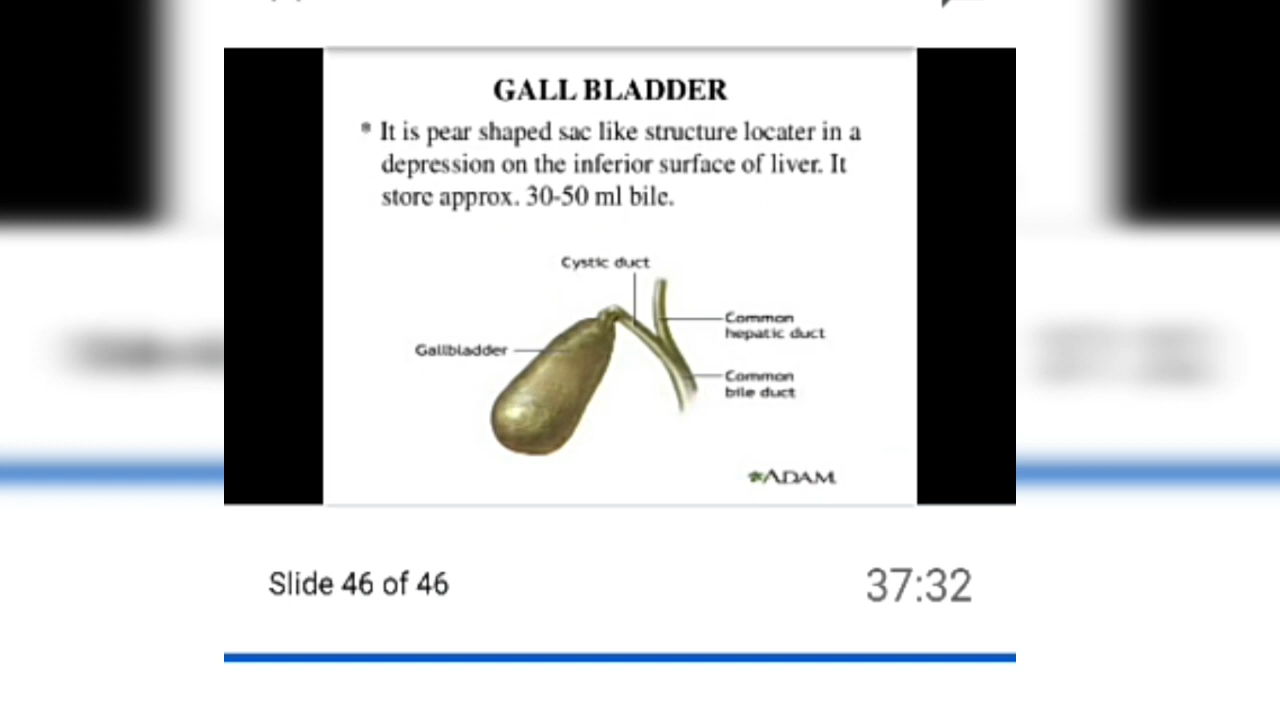 GALL BLADDER
* It is pear shaped sac like structure locater in a
depression on the inferior surface of liver. It
store approx. 30-50 ml bile.
Cystic duct
Common
hepatic duct
Gallbladder
Common
bile duct
ADAM
Slide 46 of 46
37:32